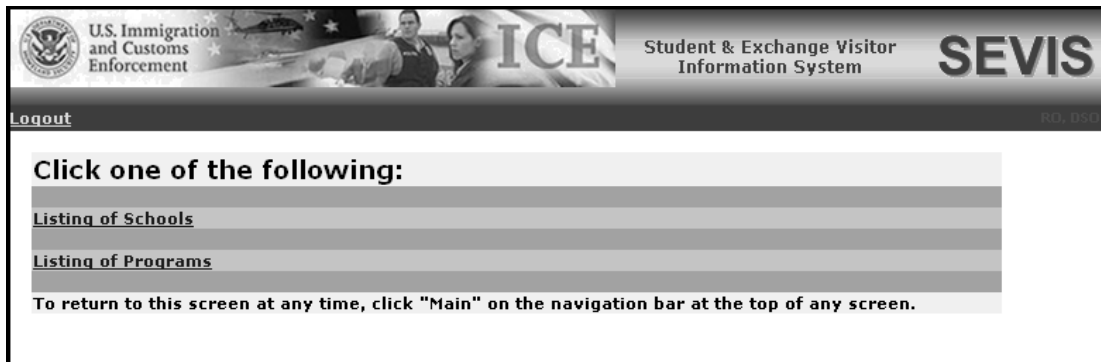 U.S. Immigration
and Customs
Enforcement
ICE
Student & Exchange Visitor
Information System
SEVIS
Logout
RD, DSO
Click one of the following:
Listing of Schools
Listing of Programs
To return to this screen at any time, click "Main" on the navigation bar at the top of any screen.